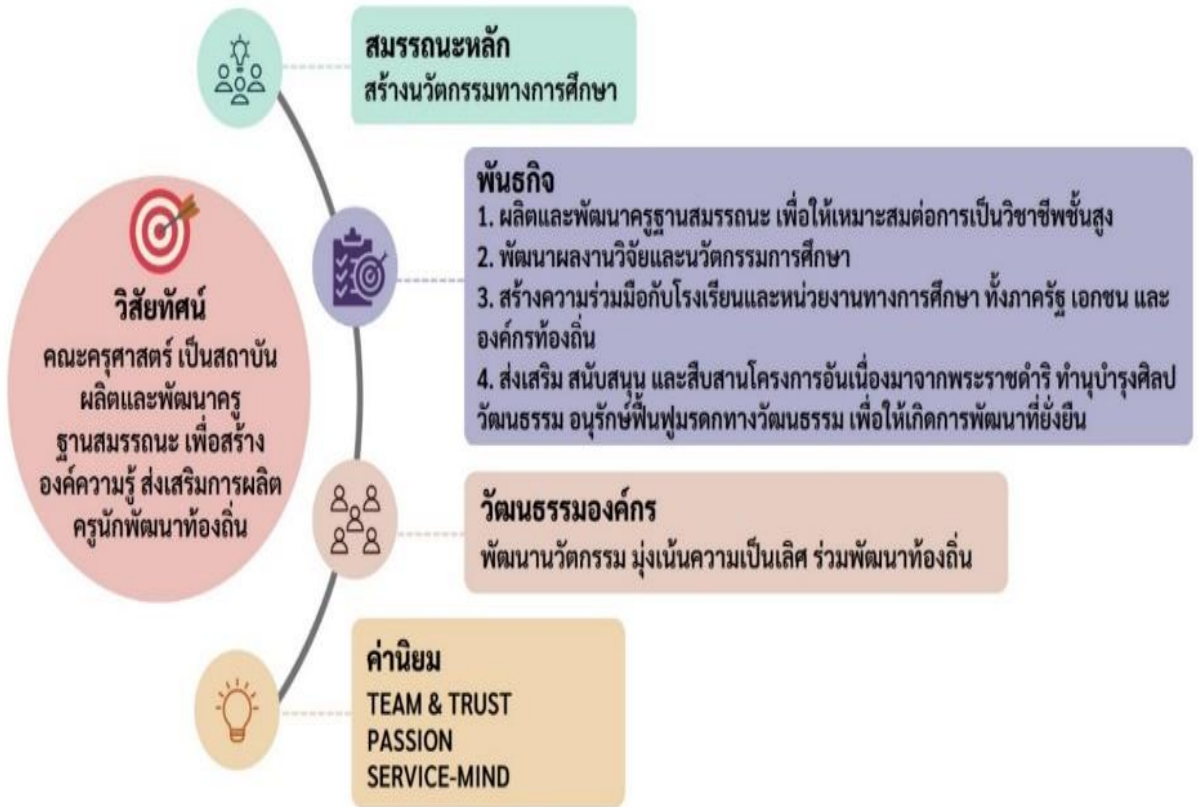 สมรรถนะหลัก
สร้างนวัตกรรมทางการศึกษา
วิสัยทัศน์
คณะครุศาสตร์ เป็นสถาบัน
ผลิตและพัฒนาครู
ฐานสมรรถนะ เพื่อสร้าง
องค์ความรู้ ส่งเสริมการผลิต
ครูนักพัฒนาท้องถิ่น
พันธกิจ
1. ผลิตและพัฒนาครูฐานสมรรถนะ เพื่อให้เหมาะสมต่อการเป็นวิชาชีพชั้นสูง
2. พัฒนาผลงานวิจัยและนวัตกรรมการศึกษา
3. สร้างความร่วมมือกับโรงเรียนและหน่วยงานทางการศึกษา ทั้งภาครัฐ เอกชน และ
องค์กรท้องถิ่น
4. ส่งเสริม สนับสนุน และสืบสานโครงการอันเนื่องมาจากพระราชดำริ ทำนุบำรุงศิลป
วัฒนธรรม อนุรักษ์ฟื้นฟูมรดกทางวัฒนธรรม เพื่อให้เกิดการพัฒนาที่ยั่งยืน
วัฒนธรรมองค์กร
พัฒนานวัตกรรม มุ่งเน้นความเป็นเลิศ ร่วมพัฒนาท้องถิ่น
ค่านิยม
TEAM & TRUST
PASSION
SERVICE-MIND